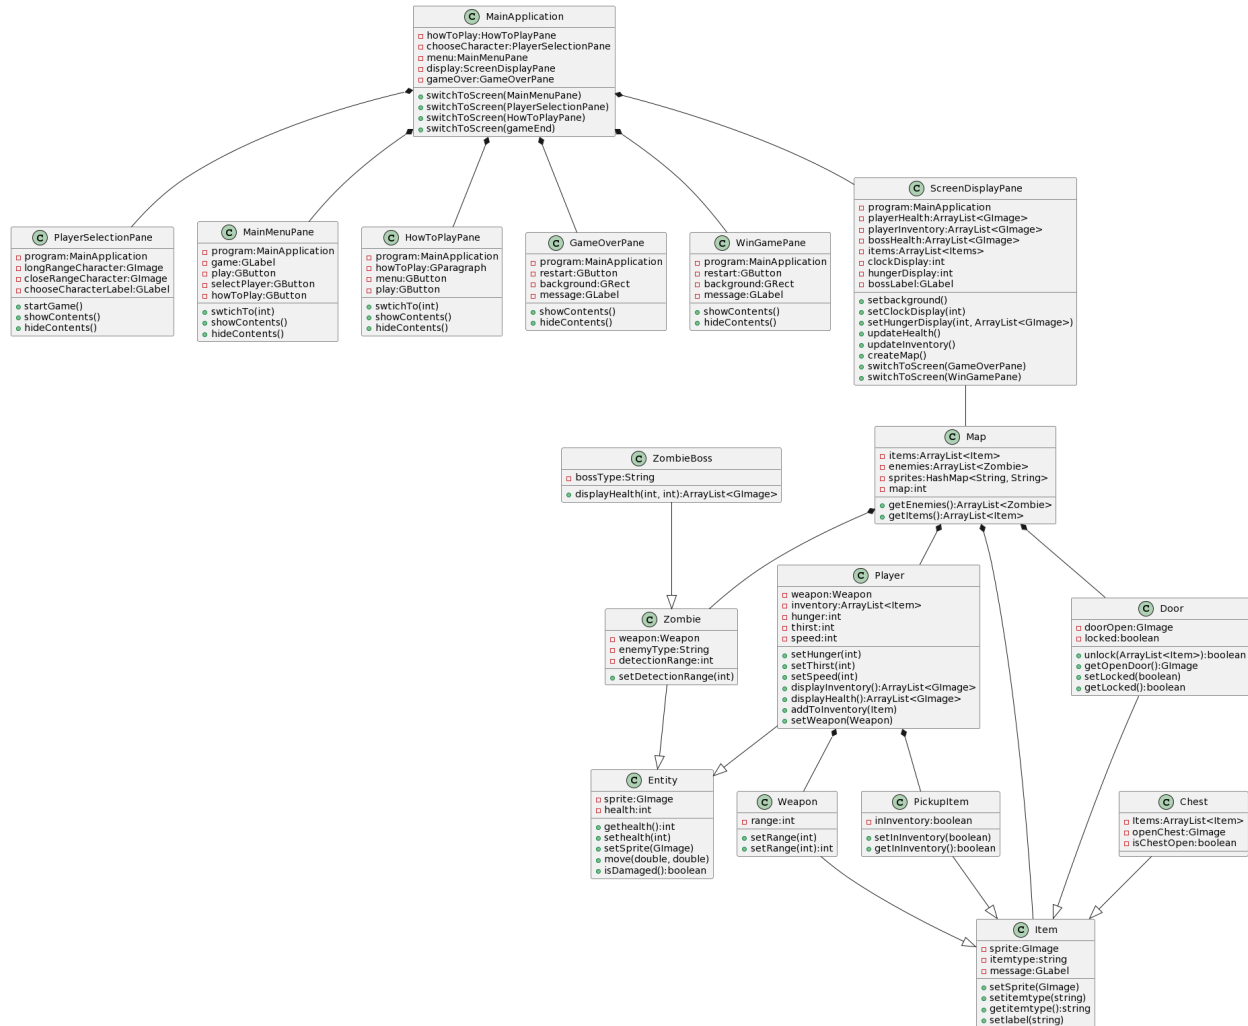 C MainApplication
howToPlay:HowToPlayPane
chooseCharacter:PlayerSelectionPane
menu:MainMenuPane
display:ScreenDisplayPane
gameOver:GameOverPane
switchToScreen(MainMenuPane)
switchToScreen(PlayerSelectionPane)
switchToScreen(HowToPlayPane)
switchToScreen(gameEnd)
C PlayerSelectionPane
program:MainApplication
longRangeCharacter:GImage
closeRangeCharacter:GImage
chooseCharacterLabel:GLabel
startGame()
showContents()
hideContents()
C MainMenuPane
program:MainApplication
game:GLabel
play:GButton
selectPlayer:GButton
howToPlay:GButton
swtichTo(int)
showContents()
hideContents()
C HowToPlayPane
program:MainApplication
howToPlay:GParagraph
menu:GButton
play:GButton
swtichTo(int)
showContents()
hideContents()
C GameOverPane
program:MainApplication
restart:GButton
background:GRect
message:GLabel
showContents()
hideContents()
C WinGamePane
program:MainApplication
restart:GButton
background:GRect
message:GLabel
showContents()
hideContents()
C ScreenDisplayPane
program:MainApplication
playerHealth:ArrayList<GImage>
playerInventory:ArrayList<GImage>
bossHealth:ArrayList<GImage>
items:ArrayList<Items>
clockDisplay:int
hungerDisplay:int
bossLabel:GLabel
setbackground()
setClockDisplay(int)
setHungerDisplay(int, ArrayList<GImage>)
updateHealth()
updateInventory()
createMap()
switchToScreen(GameOverPane)
switchToScreen(WinGamePane)
C Map
items:ArrayList<Item>
enemies:ArrayList<Zombie>
sprites:HashMap<String, String>
map:int
getEnemies():ArrayList<Zombie>
getItems():ArrayList<Item>
C ZombieBoss
bossType:String
displayHealth(int, int):ArrayList<GImage>
C Zombie
weapon:Weapon
enemyType:String
detectionRange:int
setDetectionRange(int)
C Player
weapon:Weapon
inventory:ArrayList<Item>
hunger:int
thirst:int
speed:int
setHunger(int)
setThirst(int)
setSpeed(int)
displayInventory():ArrayList<GImage>
displayHealth():ArrayList<GImage>
addToInventory(Item)
setWeapon(Weapon)
C Door
doorOpen:GImage
locked:boolean
unlock(ArrayList<Item>):boolean
getOpenDoor():GImage
setLocked(boolean)
getLocked():boolean
C Entity
sprite:GImage
health:int
gethealth():int
sethealth(int)
setSprite(GImage)
move(double, double)
isDamaged():boolean
C Weapon
range:int
setRange(int)
setRange(int):int
C PickupItem
inInventory:boolean
setInInventory(boolean)
getInInventory():boolean
C Chest
Items:ArrayList<Item>
openChest:GImage
isChestOpen:boolean
C Item
sprite:GImage
itemtype:string
message:GLabel
setSprite(GImage)
setitemtype(string)
getitemtype():string
setlabel(string)